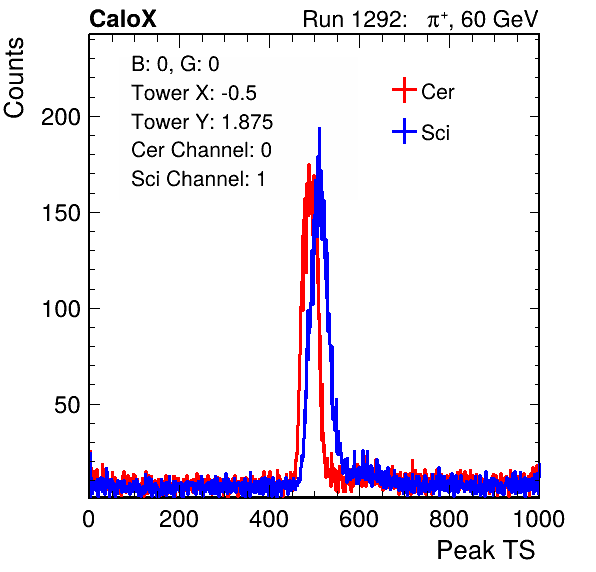 CaloX Run 1292: π⁺, 60 GeV
Counts
B: 0, G: 0
Tower X: -0.5
Tower Y: 1.875
Cer Channel: 0
Sci Channel: 1
Cer
Sci
200
150
100
50
0 200 400 600 800 1000
Peak TS